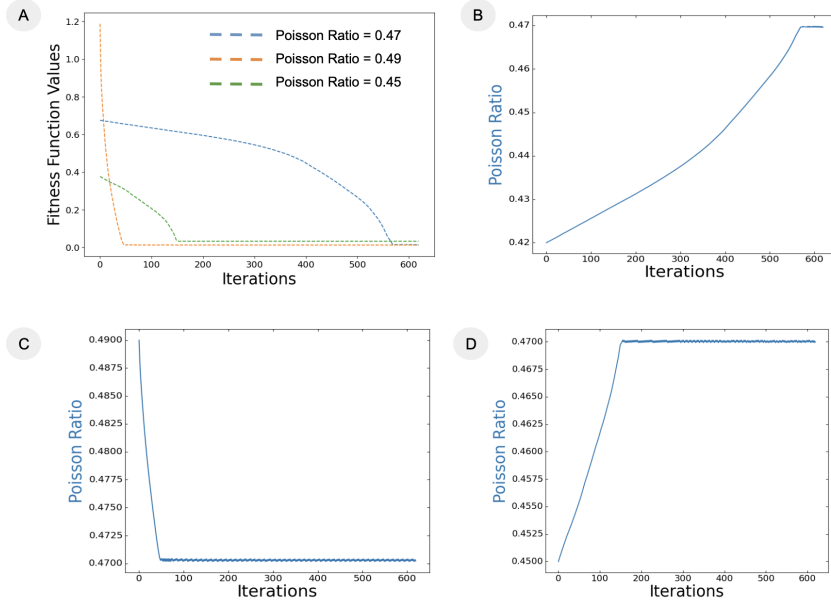 A
Fitness Function Values
1.2
1.0
0.8
0.6
0.4
0.2
0.0
0 100 200 300 400 500 600
Iterations
Poisson Ratio = 0.47
Poisson Ratio = 0.49
Poisson Ratio = 0.45
B
Poisson Ratio
0.47
0.46
0.45
0.44
0.43
0.42
0 100 200 300 400 500 600
Iterations
C
Poisson Ratio
0.4900
0.4875
0.4850
0.4825
0.4800
0.4775
0.4750
0.4725
0.4700
0 100 200 300 400 500 600
Iterations
D
Poisson Ratio
0.4700
0.4675
0.4650
0.4625
0.4600
0.4575
0.4550
0.4525
0.4500
0 100 200 300 400 500 600
Iterations